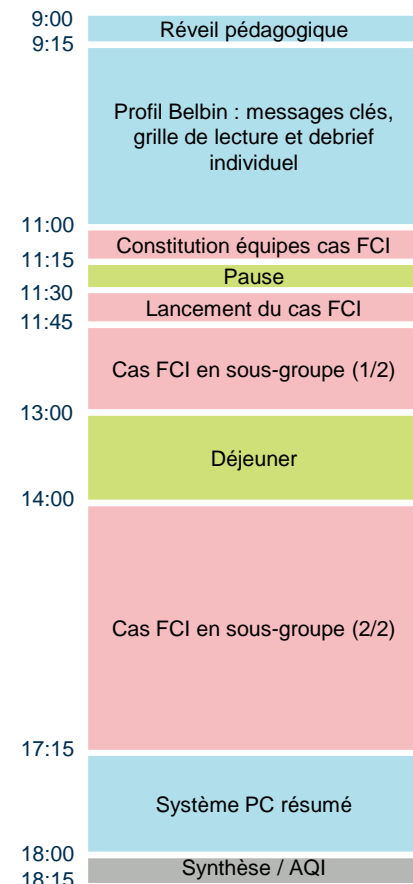 9:00
Réveil pédagogique
9:15
Profil Belbin : messages clés,
grille de lecture et debrief
individuel
11:00
Constitution équipes cas FCI
11:15
Pause
11:30
Lancement du cas FCI
11:45
Cas FCI en sous-groupe (1/2)
13:00
Déjeuner
14:00
Cas FCI en sous-groupe (2/2)
17:15
Système PC résumé
18:00
Synthèse / AQI
18:15